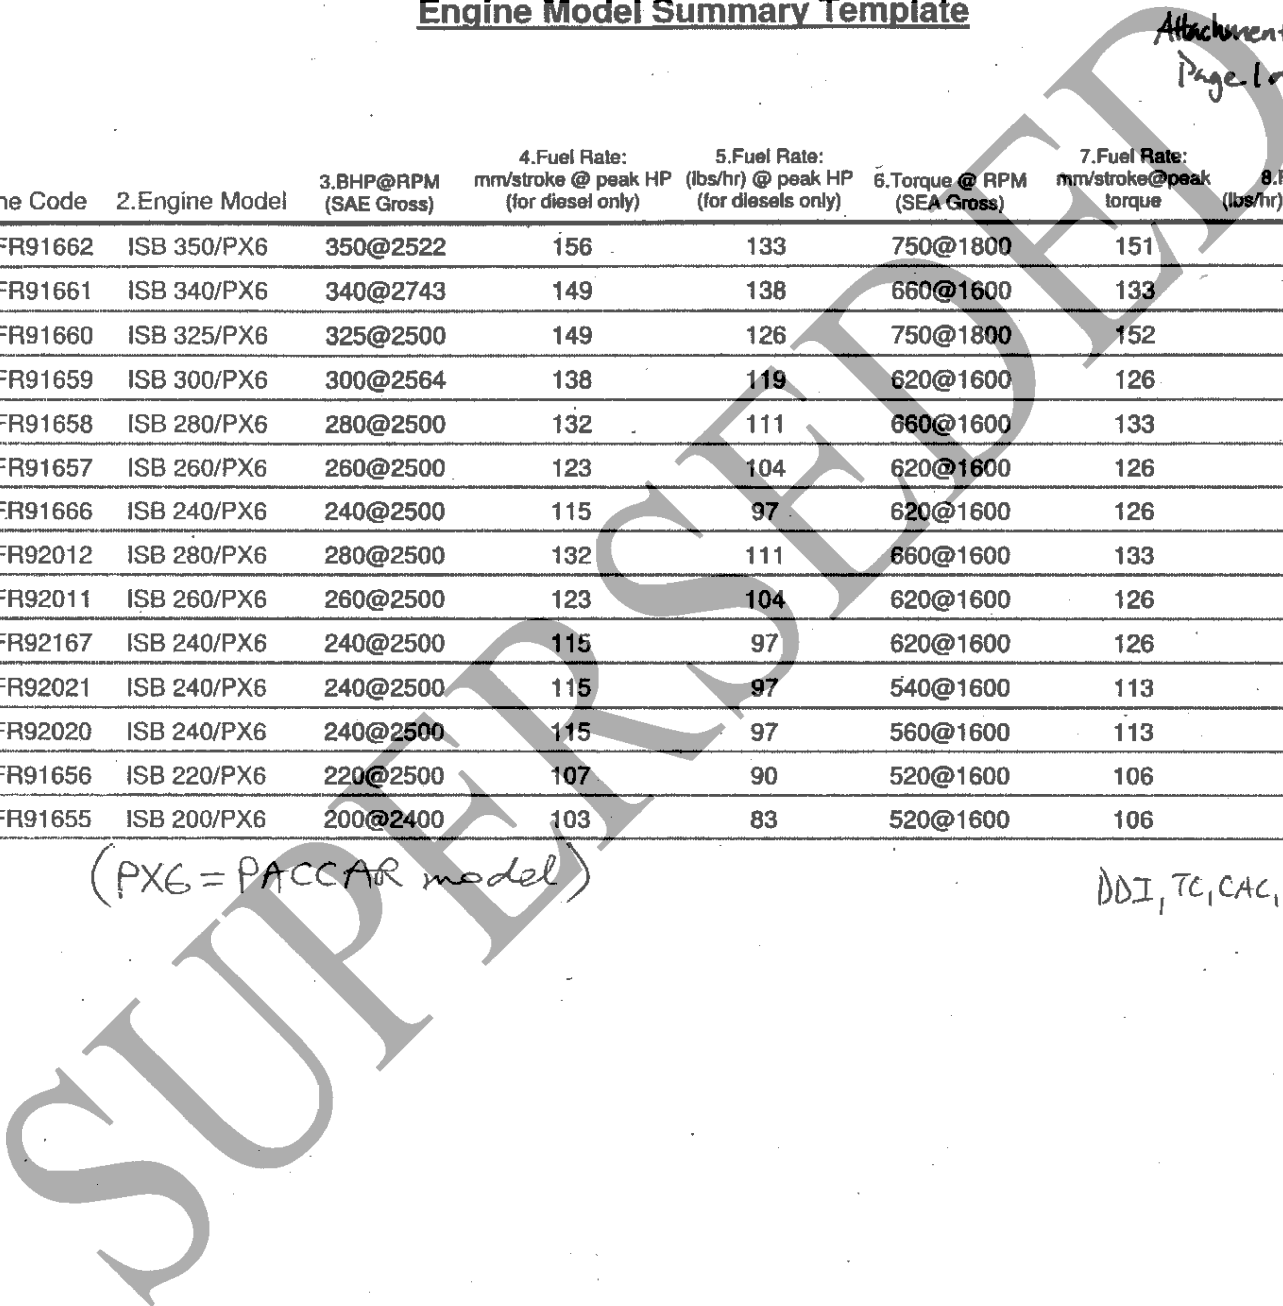 Engine Model Summary Template
Attachment
Page 1 o
4.Fuel Rate: 5.Fuel Rate: 7.Fuel Rate:
3.BHP@RPM mm/stroke @ peak HP (lbs/hr) @ peak HP 6.Torque @ RPM mm/stroke@peak 8.F
ne Code 2.Engine Model (SAE Gross) (for diesel only) (for diesels only) (SEA Gross) torque (lbs/hr)
FR91662 ISB 350/PX6 350@2522 156 133 750@1800 151
FR91661 ISB 340/PX6 340@2743 149 138 660@1600 133
FR91660 ISB 325/PX6 325@2500 149 126 750@1800 152
FR91659 ISB 300/PX6 300@2564 138 119 620@1600 126
FR91658 ISB 280/PX6 280@2500 132 111 660@1600 133
FR91657 ISB 260/PX6 260@2500 123 104 620@1600 126
FR91666 ISB 240/PX6 240@2500 115 97 620@1600 126
FR92012 ISB 280/PX6 280@2500 132 111 660@1600 133
FR92011 ISB 260/PX6 260@2500 123 104 620@1600 126
FR92167 ISB 240/PX6 240@2500 115 97 620@1600 126
FR92021 ISB 240/PX6 240@2500 115 97 540@1600 113
FR92020 ISB 240/PX6 240@2500 115 97 560@1600 113
FR91656 ISB 220/PX6 220@2500 107 90 520@1600 106
FR91655 ISB 200/PX6 200@2400 103 83 520@1600 106
(PX6 = PACCAR model)
DDI, TC, CAC,
SUPERSEDED